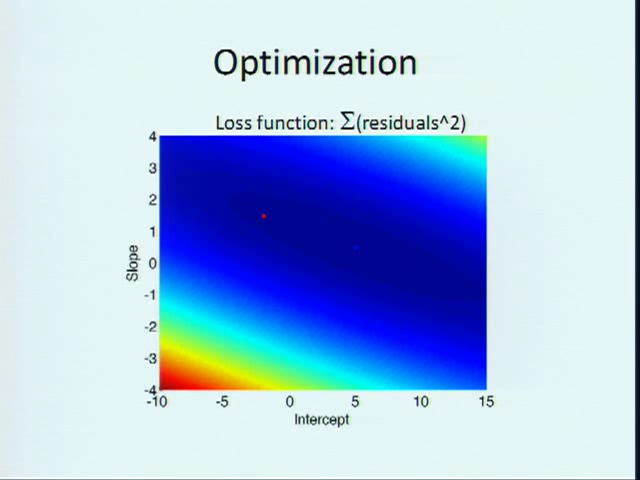 Optimization
Loss function: Σ(residuals^2)
4
3
2
1
0
-1
-2
-3
-4
Slope
-10 -5 0 5 10 15
Intercept